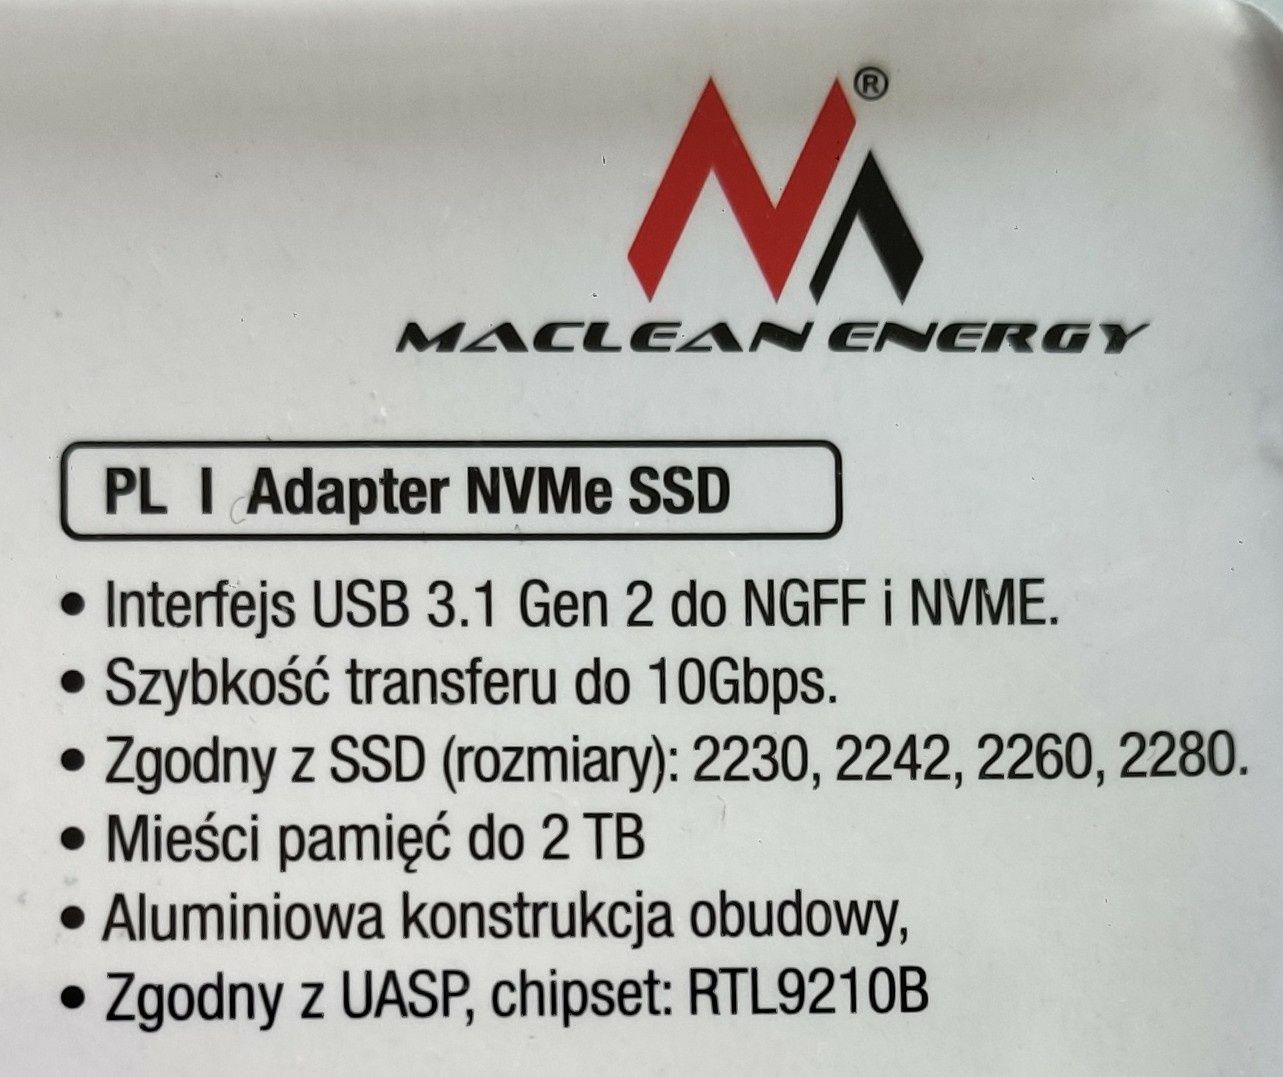 ®
MACLEAN ENERGY
PL | Adapter NVMe SSD
• Interfejs USB 3.1 Gen 2 do NGFF i NVME.
• Szybkość transferu do 10Gbps.
• Zgodny z SSD (rozmiary): 2230, 2242, 2260, 2280.
• Mieści pamięć do 2 TB
• Aluminiowa konstrukcja obudowy,
• Zgodny z UASP, chipset: RTL9210B